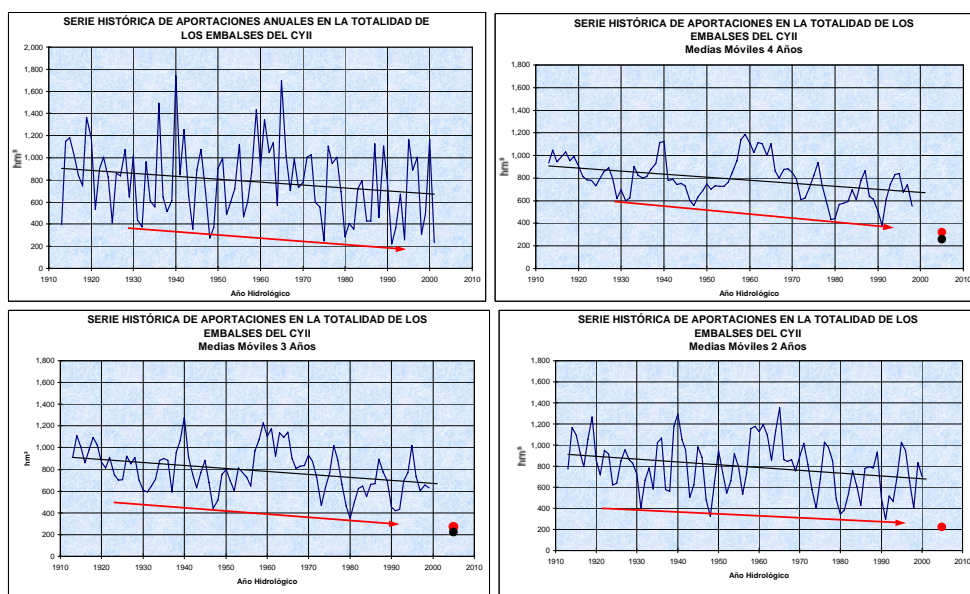 SERIE HISTÓRICA DE APORTACIONES ANUALES EN LA TOTALIDAD DE
LOS EMBALSES DEL CYII
2,000
1,800
1,600
1,400
1,200
1,000
800
600
400
200
0
hm³
1910 1920 1930 1940 1950 1960 1970 1980 1990 2000 2010
Año Hidrológico
SERIE HISTÓRICA DE APORTACIONES EN LA TOTALIDAD DE LOS
EMBALSES DEL CYII
Medias Móviles 4 Años
1,800
1,600
1,400
1,200
1,000
800
600
400
200
0
hm³
1910 1920 1930 1940 1950 1960 1970 1980 1990 2000 2010
Año Hidrológico
SERIE HISTÓRICA DE APORTACIONES EN LA TOTALIDAD DE LOS
EMBALSES DEL CYII
Medias Móviles 3 Años
1,800
1,600
1,400
1,200
1,000
800
600
400
200
0
hm³
1910 1920 1930 1940 1950 1960 1970 1980 1990 2000 2010
Año Hidrológico
SERIE HISTÓRICA DE APORTACIONES EN LA TOTALIDAD DE LOS
EMBALSES DEL CYII
Medias Móviles 2 Años
1,800
1,600
1,400
1,200
1,000
800
600
400
200
0
hm³
1910 1920 1930 1940 1950 1960 1970 1980 1990 2000 2010
Año Hidrológico